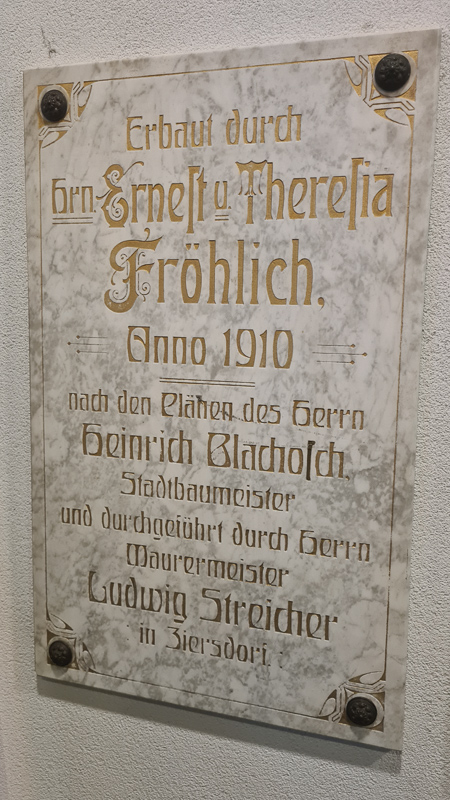 Erbaut durch
Hrn. Erneſt u. Thereſia
Fröhlich,
Anno 1910
nach den Plänen des Herrn
Heinrich Blachoſch,
Stadtbaumeister
und durchgeführt durch Herrn
Maurermeister
Ludwig Streicher
in Ziersdorf.: